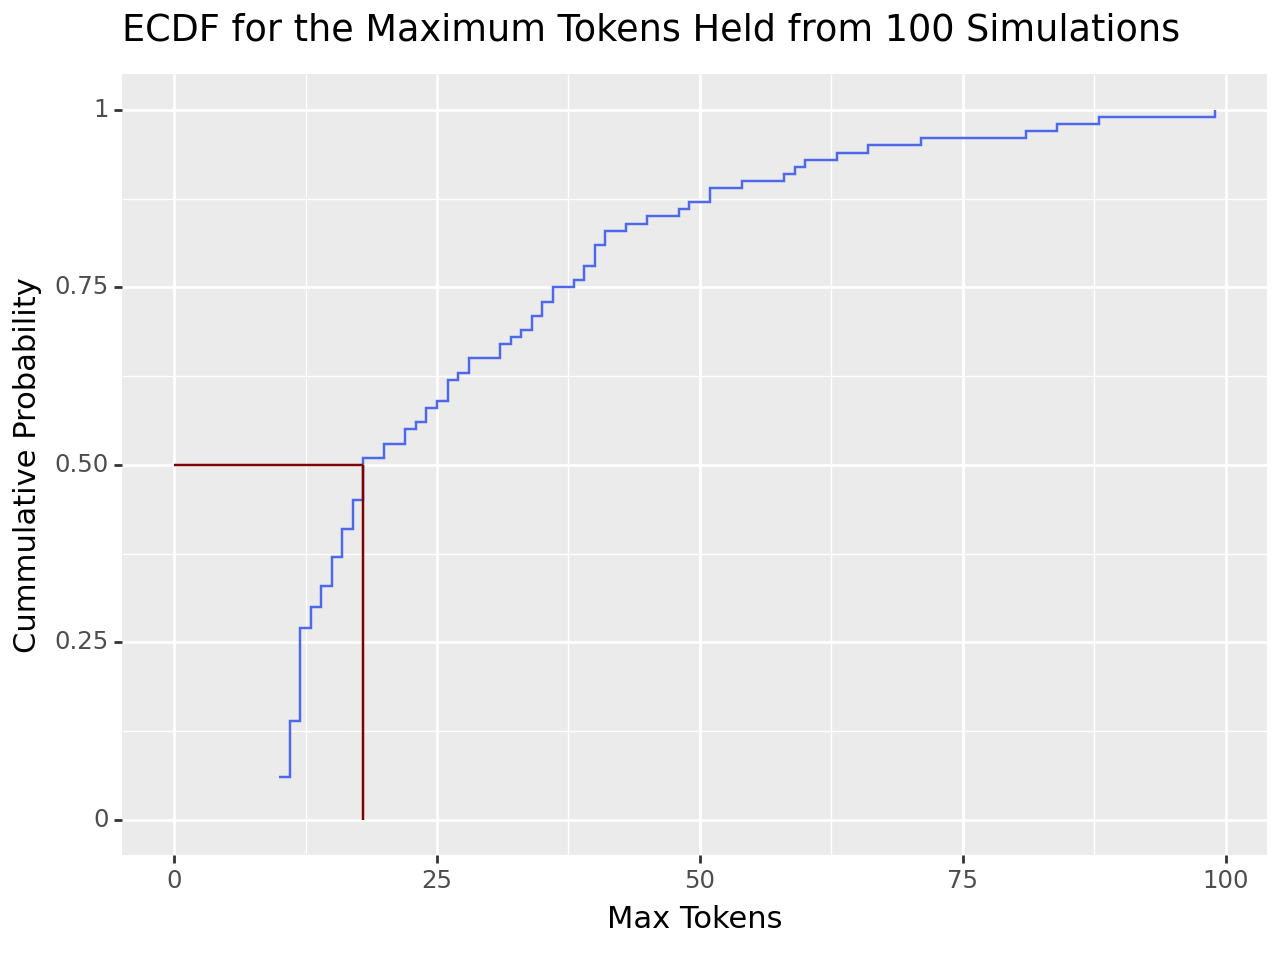 ECDF for the Maximum Tokens Held from 100 Simulations
Cummulative Probability
1
0.75
0.50
0.25
0
0 25 50 75 100
Max Tokens